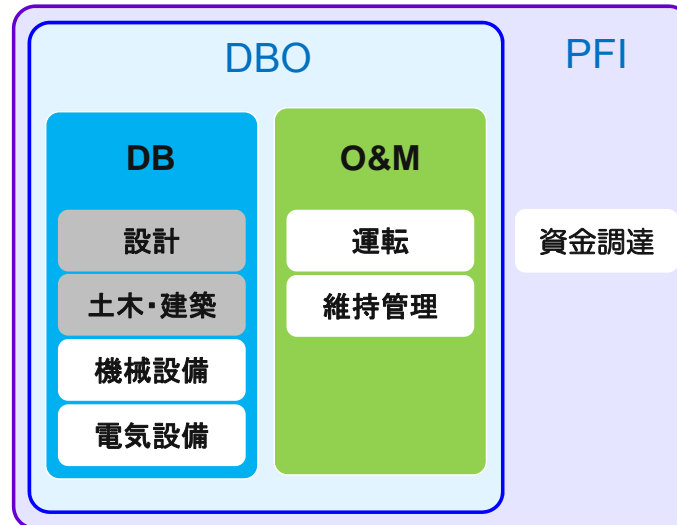 DBO
PFI
DB
O&M
設計
土木・建築
機械設備
電気設備
運転
維持管理
資金調達